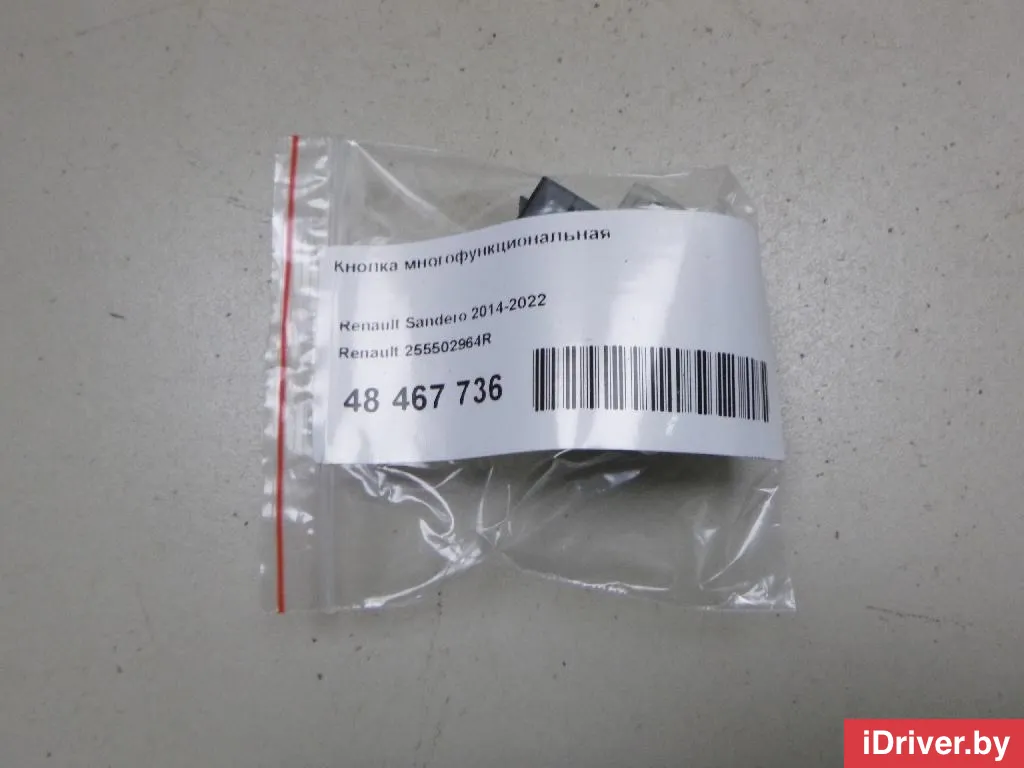 Кнопка многофункциональная
Renault Sandero 2014-2022
Renault 255502964R
48 467 736
iDriver.by